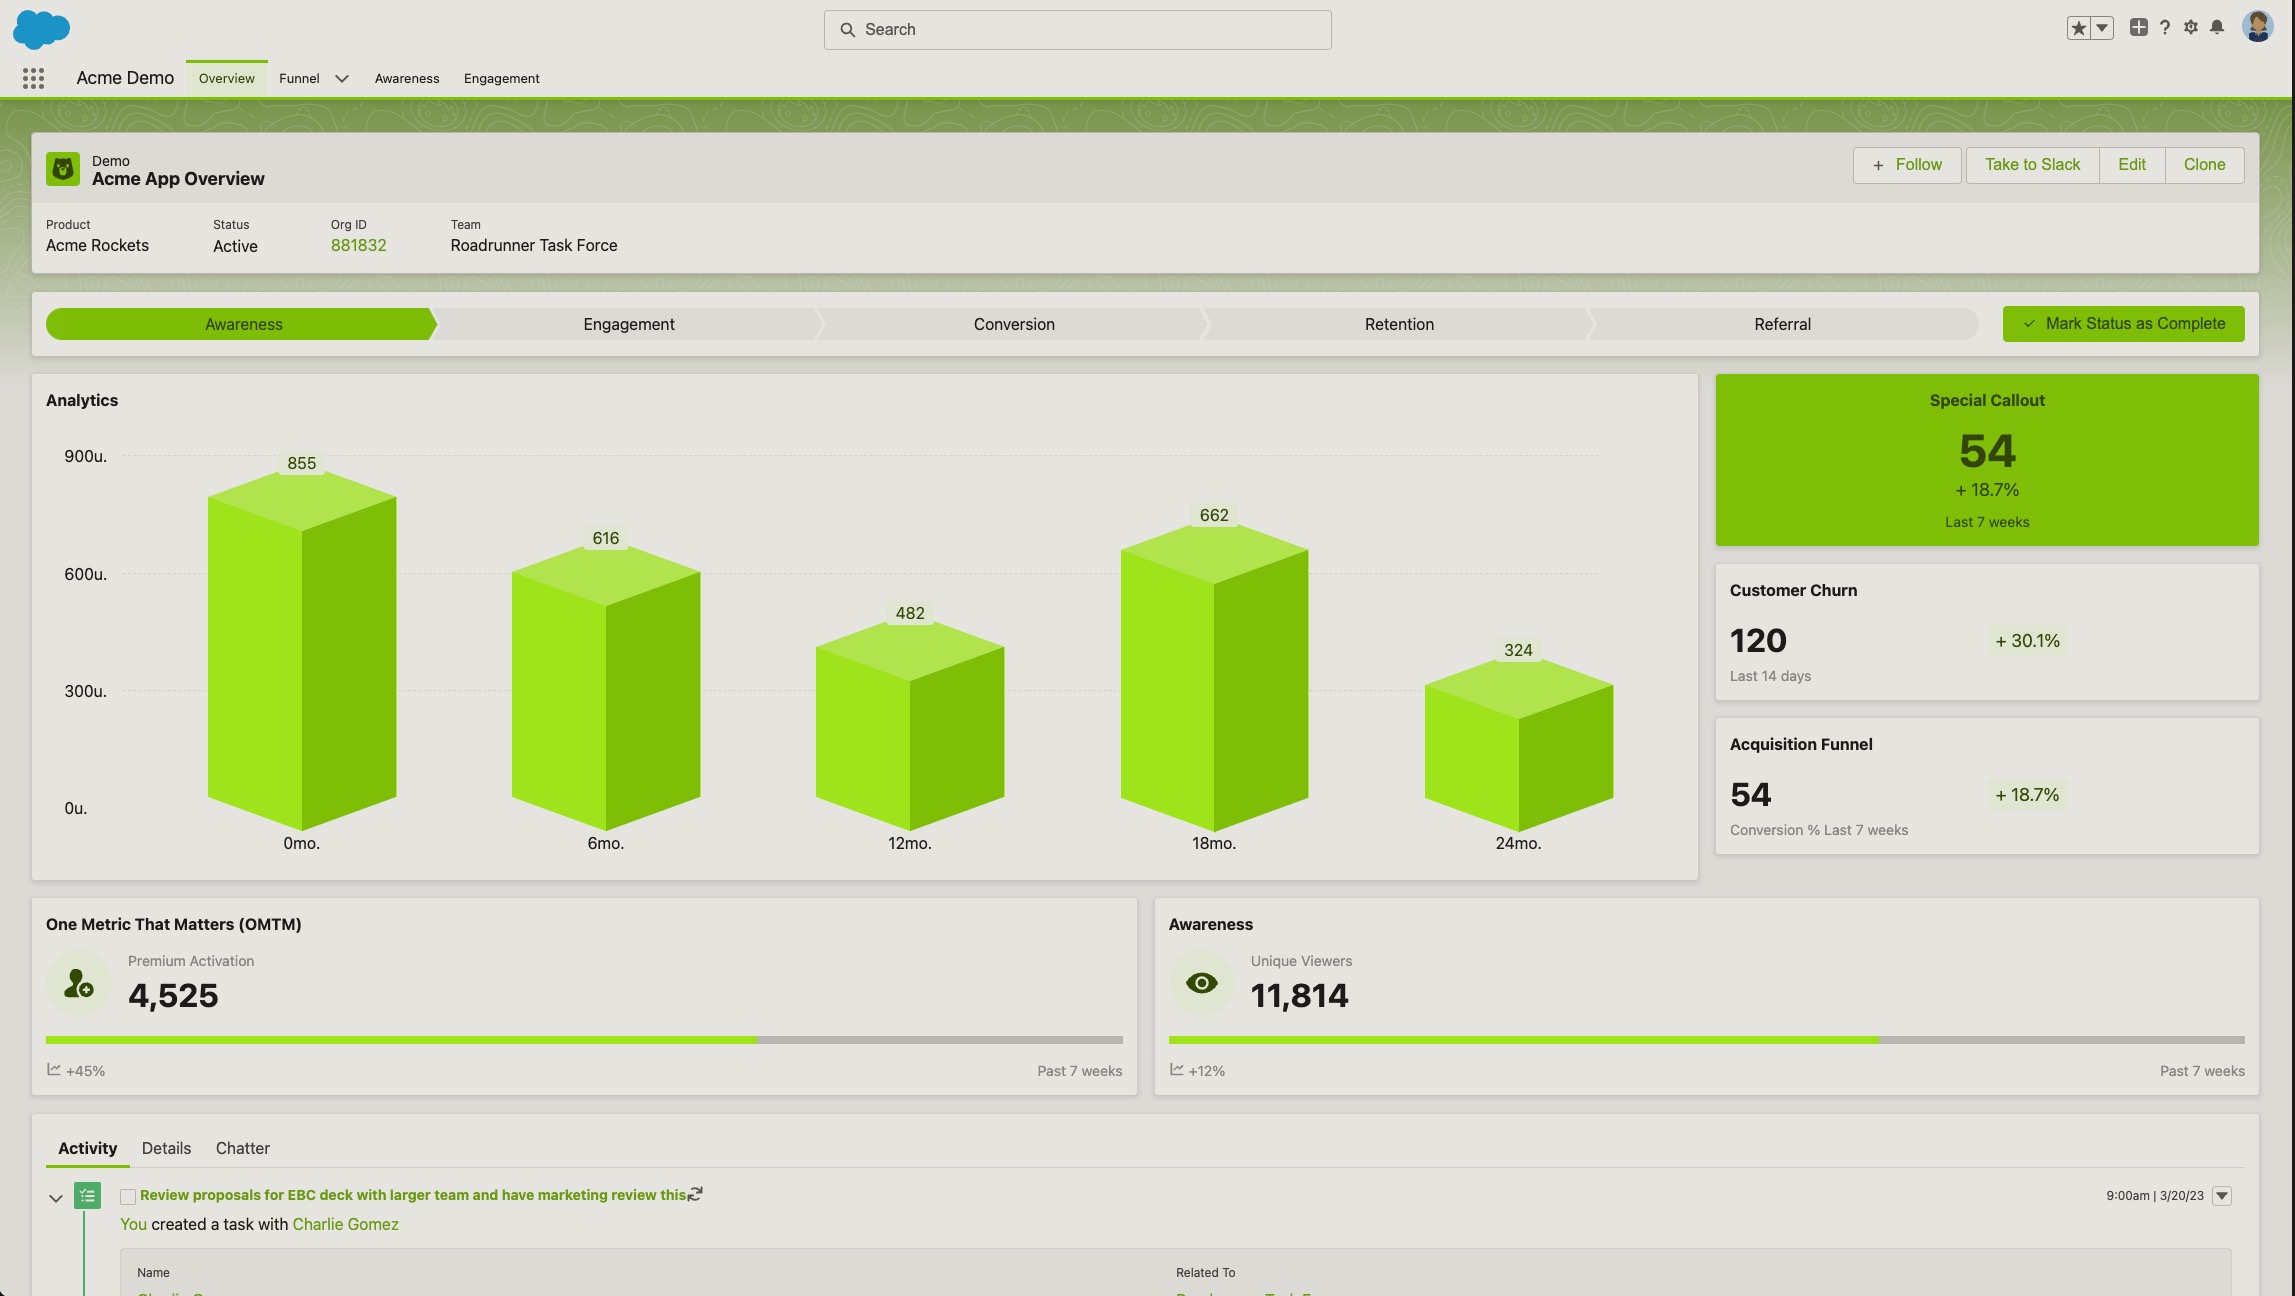 Search
Acme Demo
Overview
Funnel
Awareness
Engagement
Demo
Acme App Overview
+ Follow
Take to Slack
Edit
Clone
Product
Acme Rockets
Status
Active
Org ID
881832
Team
Roadrunner Task Force
Awareness
Engagement
Conversion
Retention
Referral
Mark Status as Complete
Analytics
900u.
600u.
300u.
0u.
855
616
482
662
324
0mo.
6mo.
12mo.
18mo.
24mo.
Special Callout
54
+ 18.7%
Last 7 weeks
Customer Churn
120
+ 30.1%
Last 14 days
Acquisition Funnel
54
+ 18.7%
Conversion % Last 7 weeks
One Metric That Matters (OMTM)
Premium Activation
4,525
+45%
Past 7 weeks
Awareness
Unique Viewers
11,814
+12%
Past 7 weeks
Activity
Details
Chatter
Review proposals for EBC deck with larger team and have marketing review this
9:00am | 3/20/23
You created a task with Charlie Gomez
Name
Related To